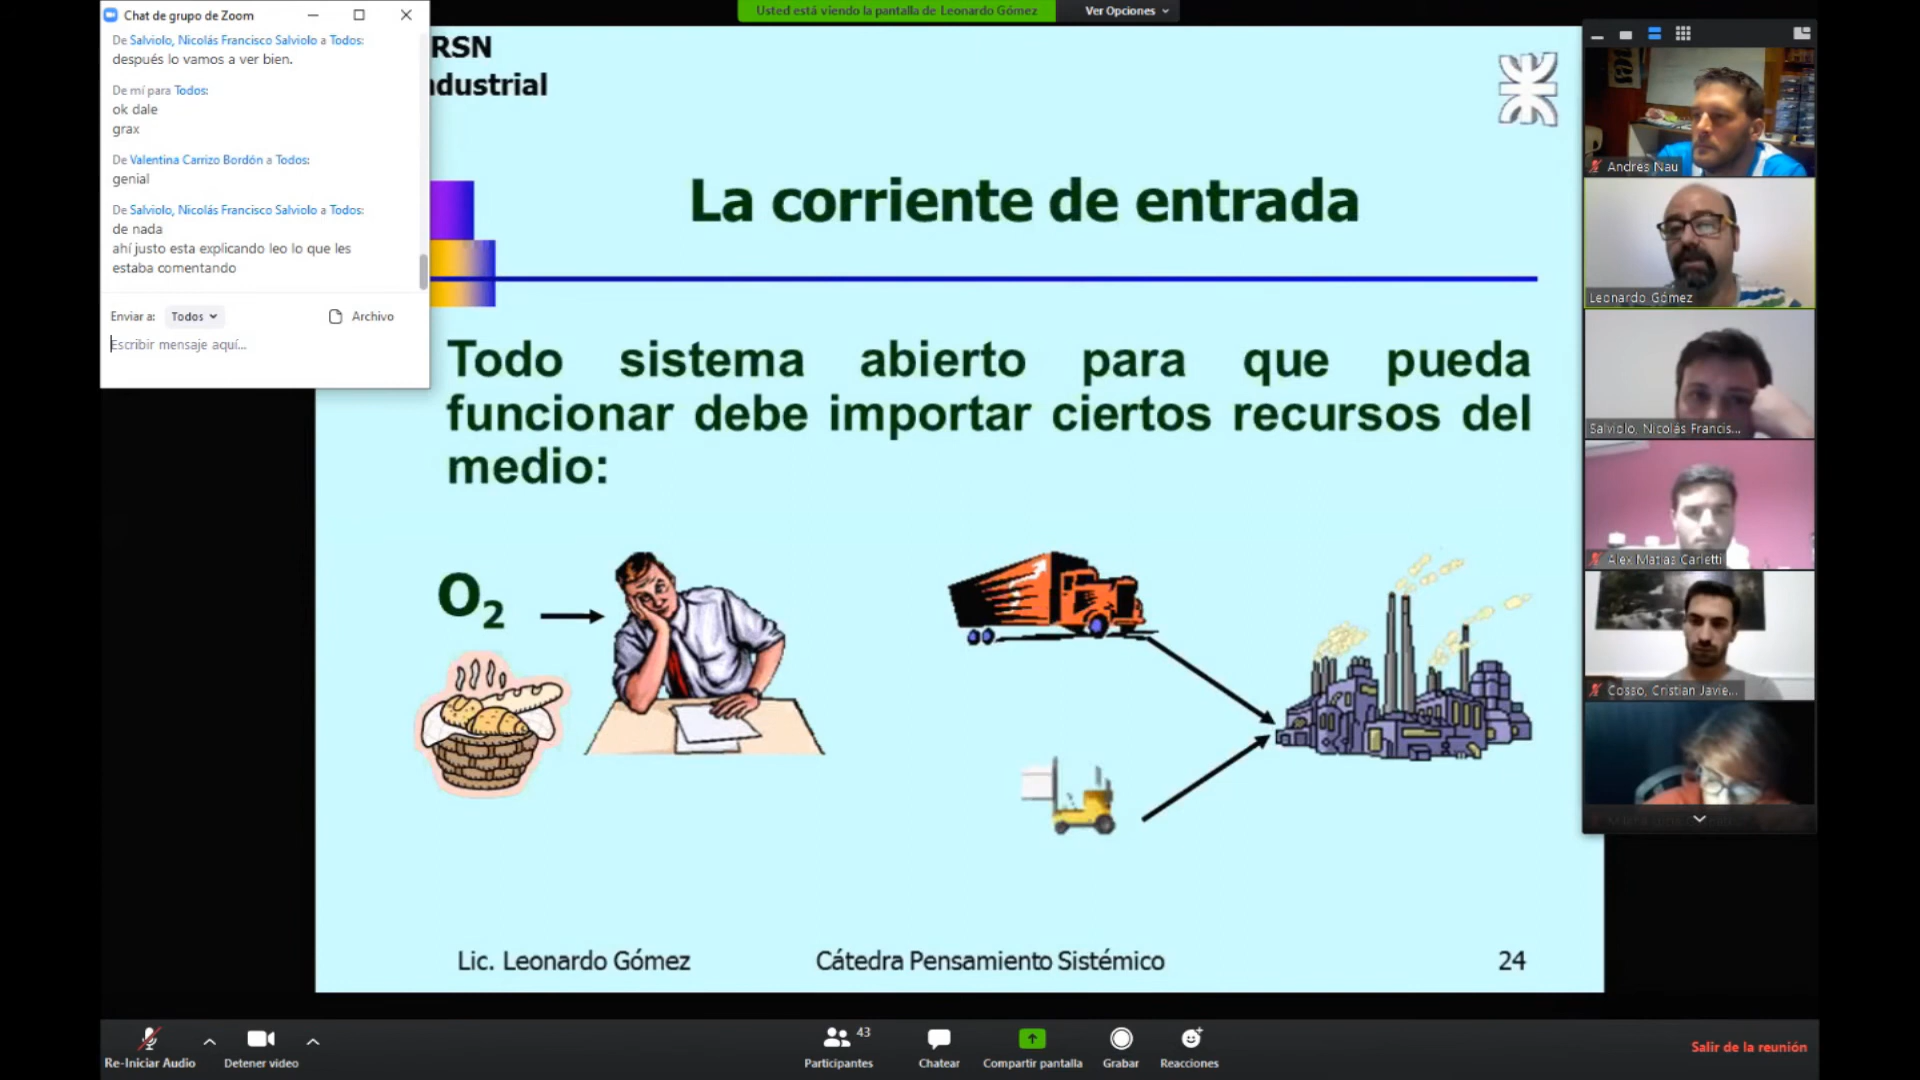 Chat de grupo de Zoom
De Salviolo, Nicolás Francisco Salviolo a Todos:
después lo vamos a ver bien.
De mí para Todos:
ok dale
grax
De Valentina Carrizo Bordón a Todos:
genial
De Salviolo, Nicolás Francisco Salviolo a Todos:
de nada
ahí justo esta explicando leo lo que les
estaba comentando
Enviar a: Todos
Archivo
Escribir mensaje aquí...
Usted está viendo la pantalla de Leonardo Gómez
Ver Opciones
RSN
ndustrial
La corriente de entrada
Todo sistema abierto para que pueda
funcionar debe importar ciertos recursos del
medio:
O2
Lic. Leonardo Gómez
Cátedra Pensamiento Sistémico
24
Andres Nau
Leonardo Gómez
Salviolo, Nicolás Francis...
Alex Matias Carletti
Cosso, Cristian Javie...
Re-Iniciar Audio
Detener video
43
Participantes
Chatear
Compartir pantalla
Grabar
Reacciones
Salir de la reunión